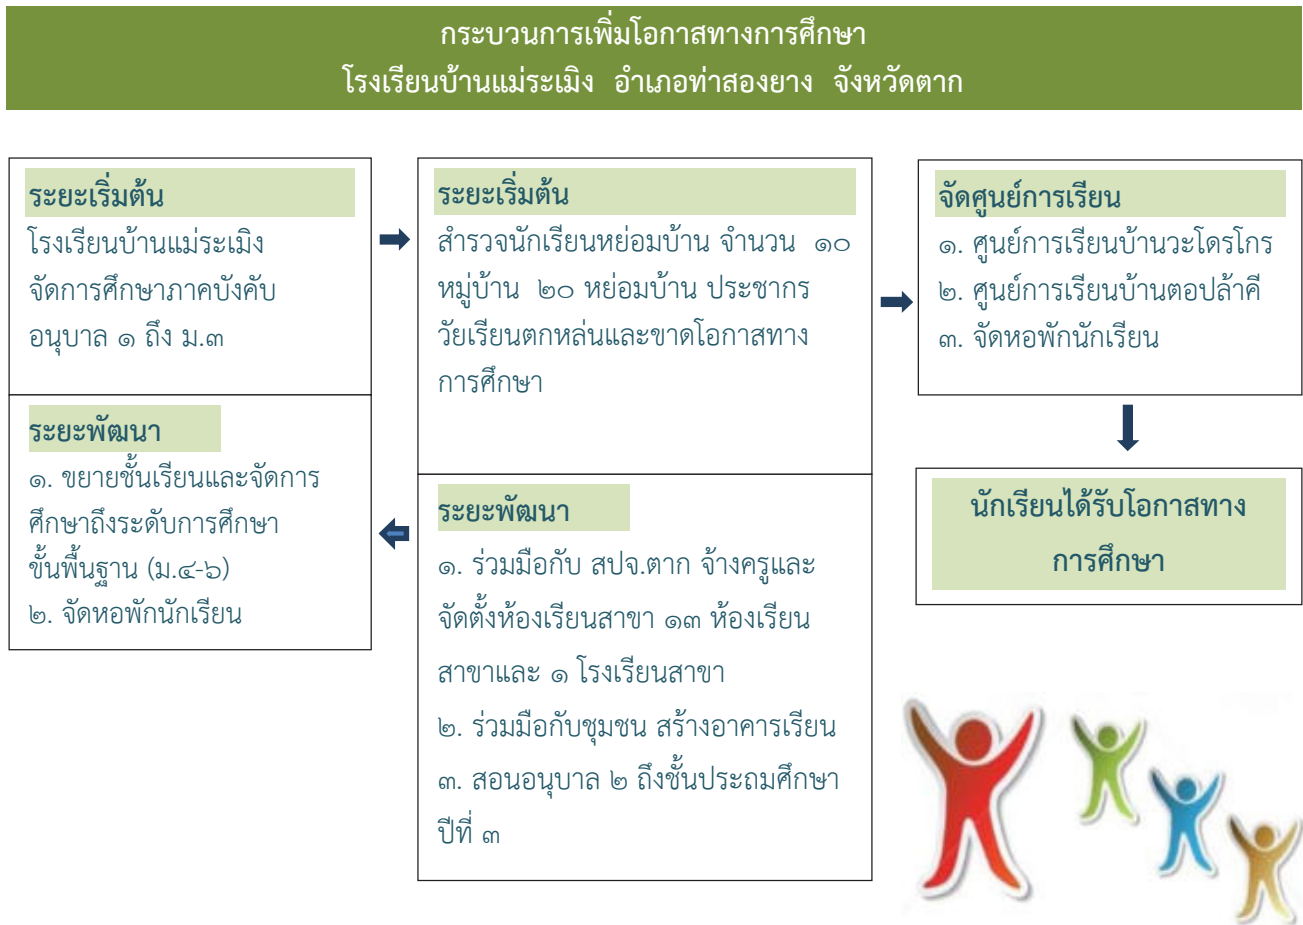 กระบวนการเพิ่มโอกาสทางการศึกษา
โรงเรียนบ้านแม่ระเมิง อำเภอท่าสองยาง จังหวัดตาก
ระยะเริ่มต้น
โรงเรียนบ้านแม่ระเมิง
จัดการศึกษาภาคบังคับ
อนุบาล ๑ ถึง ม.๓
ระยะพัฒนา
๑. ขยายชั้นเรียนและจัดการ
ศึกษาถึงระดับการศึกษา
ขั้นพื้นฐาน (ม.๔-๖)
๒. จัดหอพักนักเรียน
ระยะเริ่มต้น
สำรวจนักเรียนหย่อมบ้าน จำนวน ๑๐
หมู่บ้าน ๒๐ หย่อมบ้าน ประชากร
วัยเรียนตกหล่นและขาดโอกาสทาง
การศึกษา
ระยะพัฒนา
๑. ร่วมมือกับ สปจ.ตาก จ้างครูและ
จัดตั้งห้องเรียนสาขา ๑๓ ห้องเรียน
สาขาและ ๑ โรงเรียนสาขา
๒. ร่วมมือกับชุมชน สร้างอาคารเรียน
๓. สอนอนุบาล ๒ ถึงชั้นประถมศึกษา
ปีที่ ๓
จัดศูนย์การเรียน
๑. ศูนย์การเรียนบ้านวะโดรโกร
๒. ศูนย์การเรียนบ้านตอปล้าคี
๓. จัดหอพักนักเรียน
นักเรียนได้รับโอกาสทาง
การศึกษา